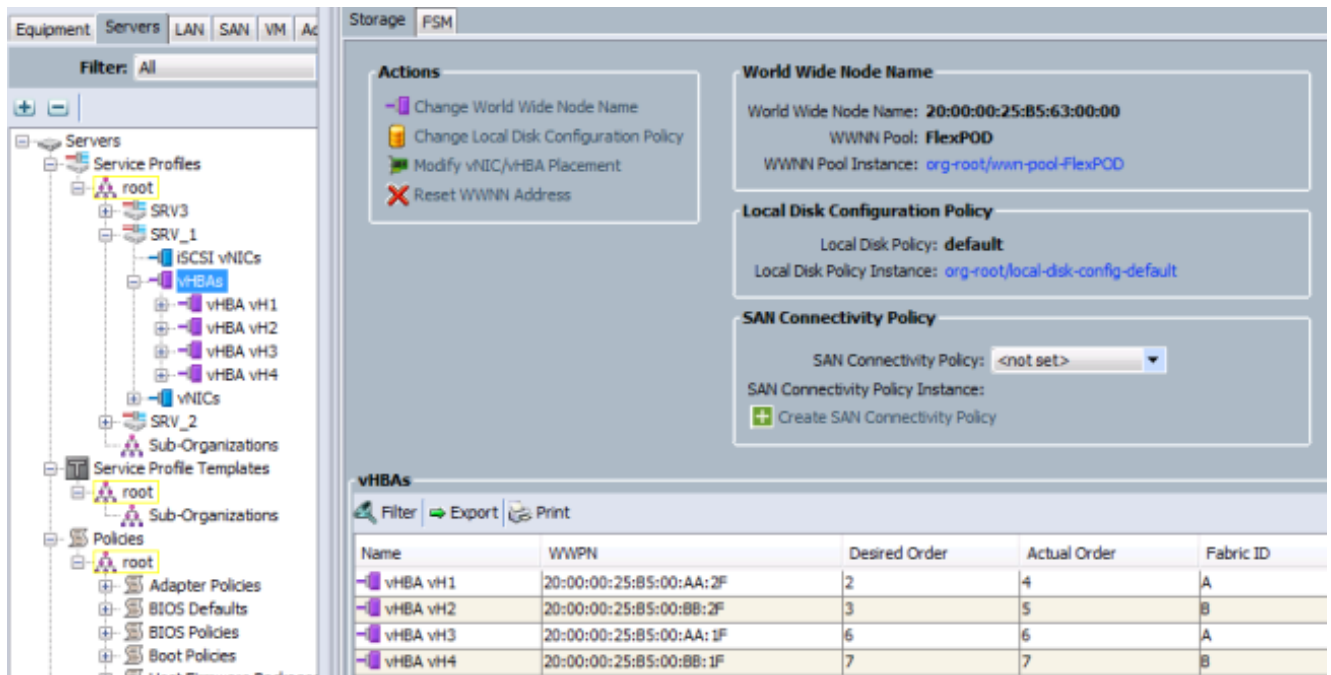 Equipment Servers LAN SAN VM
Filter: All
Servers
Service Profiles
root
SRV3
SRV_1
iSCSI vNICs
vHBAs
vHBA vH1
vHBA vH2
vHBA vH3
vHBA vH4
vNICs
SRV_2
Sub-Organizations
Service Profile Templates
root
Sub-Organizations
Policies
root
Adapter Policies
BIOS Defaults
BIOS Policies
Boot Policies
Storage FSM
Actions
Change World Wide Node Name
Change Local Disk Configuration Policy
Modify vNIC/vHBA Placement
Reset WWNN Address
World Wide Node Name
World Wide Node Name: 20:00:00:25:B5:63:00:00
WWNN Pool: FlexPOD
WWNN Pool Instance: org-root/wwn-pool-FlexPOD
Local Disk Configuration Policy
Local Disk Policy: default
Local Disk Policy Instance: org-root/local-disk-config-default
SAN Connectivity Policy
SAN Connectivity Policy: <not set>
SAN Connectivity Policy Instance:
Create SAN Connectivity Policy
vHBAs
Filter Export Print
Name WWPN Desired Order Actual Order Fabric ID
vHBA vH1 20:00:00:25:B5:00:AA:2F 2 4 A
vHBA vH2 20:00:00:25:B5:00:BB:2F 3 5 B
vHBA vH3 20:00:00:25:B5:00:AA:1F 6 6 A
vHBA vH4 20:00:00:25:B5:00:BB:1F 7 7 B